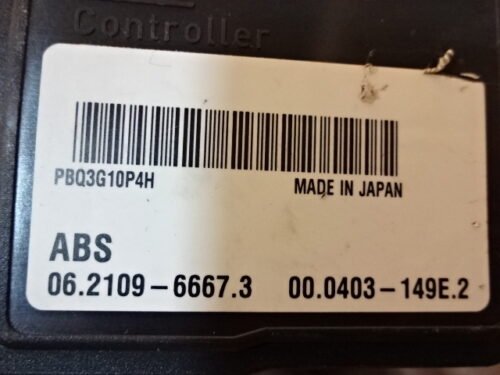 Controller
PBQ3G10P4H MADE IN JAPAN
ABS
06.2109-6667.3 00.0403-149E.2